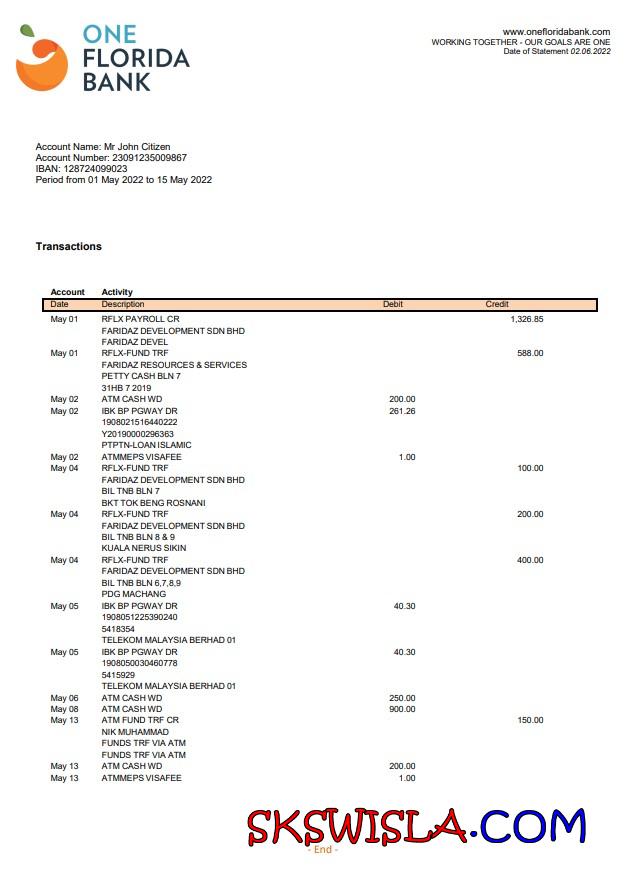 ONE
FLORIDA
BANK
www.onefloridabank.com
WORKING TOGETHER - OUR GOALS ARE ONE
Date of Statement 02.06.2022
Account Name: Mr John Citizen
Account Number: 23091235009867
IBAN: 128724099023
Period from 01 May 2022 to 15 May 2022
Transactions
Account Activity
Date Description Debit Credit
May 01 RFLX PAYROLL CR 1,326.85
FARIDAZ DEVELOPMENT SDN BHD
FARIDAZ DEVEL
May 01 RFLX-FUND TRF 588.00
FARIDAZ RESOURCES & SERVICES
PETTY CASH BLN 7
31HB 7 2019
May 02 ATM CASH WD 200.00
May 02 IBK BP PGWAY DR 261.26
1908021516440222
Y20190000296363
PTPTN-LOAN ISLAMIC
May 02 ATMMEPS VISAFEE 1.00
May 04 RFLX-FUND TRF 100.00
FARIDAZ DEVELOPMENT SDN BHD
BIL TNB BLN 7
BKT TOK BENG ROSNANI
May 04 RFLX-FUND TRF 200.00
FARIDAZ DEVELOPMENT SDN BHD
BIL TNB BLN 8 & 9
KUALA NERUS SIKIN
May 04 RFLX-FUND TRF 400.00
FARIDAZ DEVELOPMENT SDN BHD
BIL TNB BLN 6,7,8,9
PDG MACHANG
May 05 IBK BP PGWAY DR 40.30
1908051225390240
5418354
TELEKOM MALAYSIA BERHAD 01
May 05 IBK BP PGWAY DR 40.30
1908050030460778
5415929
TELEKOM MALAYSIA BERHAD 01
May 06 ATM CASH WD 250.00
May 08 ATM CASH WD 900.00
May 13 ATM FUND TRF CR 150.00
NIK MUHAMMAD
FUNDS TRF VIA ATM
FUNDS TRF VIA ATM
May 13 ATM CASH WD 200.00
May 13 ATMMEPS VISAFEE 1.00
SKSWISLA.COM
- End -